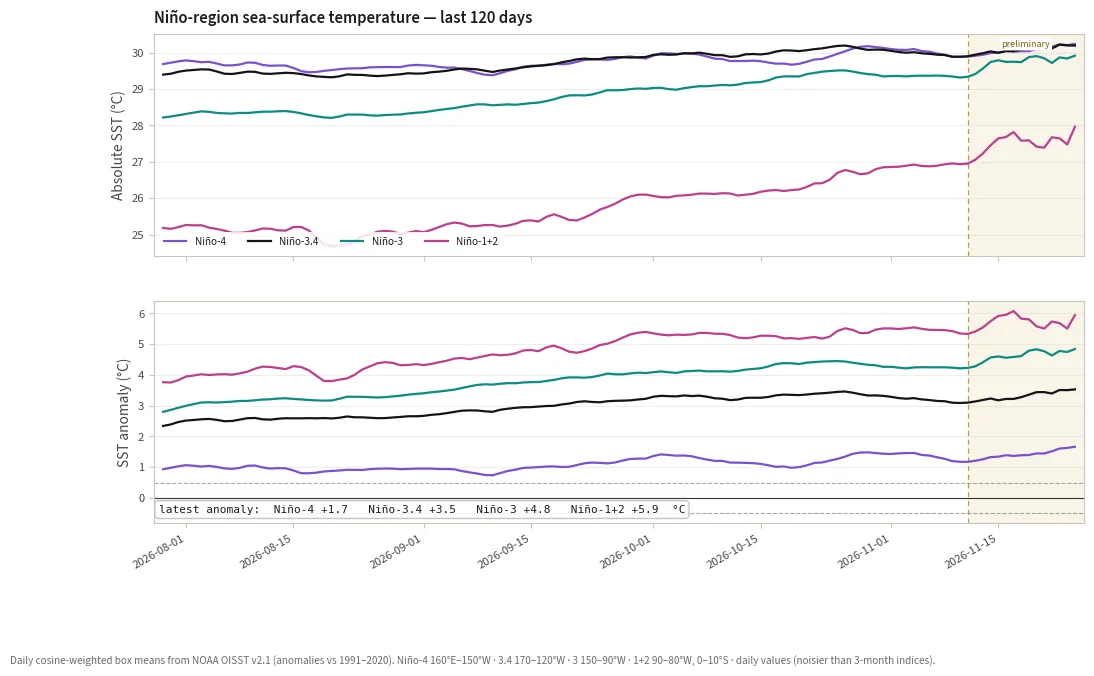 Niño-region sea-surface temperature — last 120 days
Absolute SST (°C)
30
29
28
27
26
25
preliminary
Niño-4 Niño-3.4 Niño-3 Niño-1+2
SST anomaly (°C)
6
5
4
3
2
1
0
latest anomaly: Niño-4 +1.7 Niño-3.4 +3.5 Niño-3 +4.8 Niño-1+2 +5.9 °C
2026-08-01 2026-08-15 2026-09-01 2026-09-15 2026-10-01 2026-10-15 2026-11-01 2026-11-15
Daily cosine-weighted box means from NOAA OISST v2.1 (anomalies vs 1991–2020). Niño-4 160°E–150°W · 3.4 170–120°W · 3 150–90°W · 1+2 90–80°W, 0–10°S · daily values (noisier than 3-month indices).